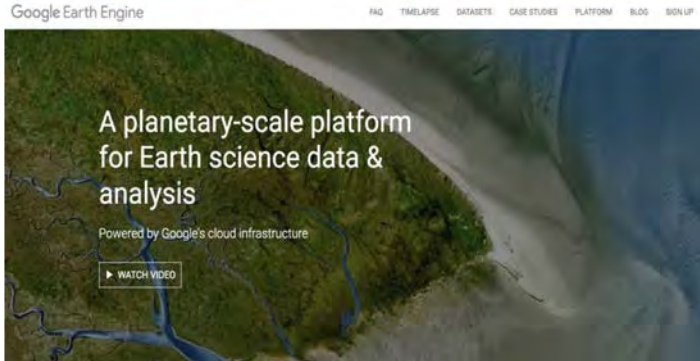 Google Earth Engine
FAQ TIMELAPSE DATASETS CASE STUDIES PLATFORM BLOG SIGN UP
A planetary-scale platform
for Earth science data &
analysis
Powered by Google's cloud infrastructure
WATCH VIDEO